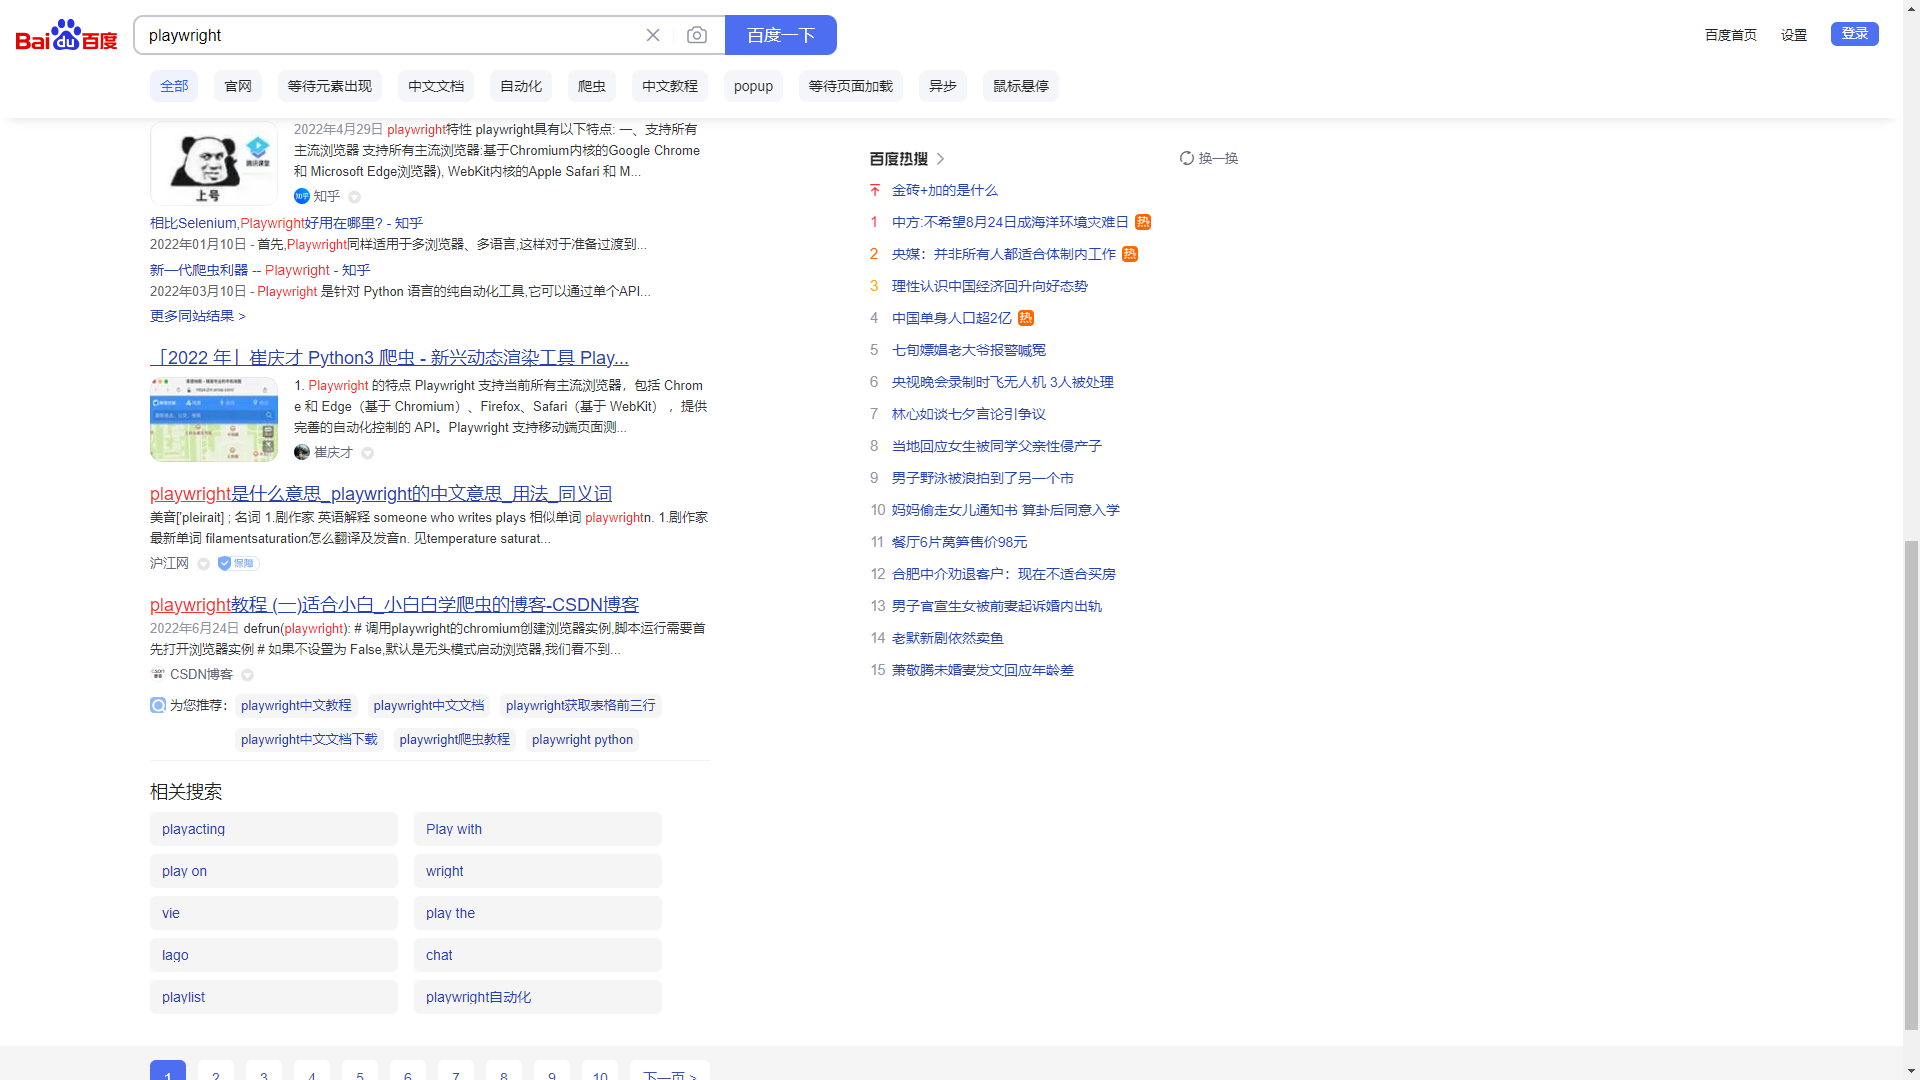 Bai du 百度
playwright
百度一下
百度首页
设置
登录
全部
官网
等待元素出现
中文文档
自动化
爬虫
中文教程
popup
等待页面加载
异步
鼠标悬停
上号
2022年4月29日 playwright特性 playwright具有以下特点: 一、支持所有
主流浏览器 支持所有主流浏览器:基于Chromium内核的Google Chrome
和 Microsoft Edge浏览器), WebKit内核的Apple Safari 和 M...
知乎 知乎
相比Selenium,Playwright好用在哪里? - 知乎
2022年01月10日 - 首先,Playwright同样适用于多浏览器、多语言,这样对于准备过渡到...
新一代爬虫利器 -- Playwright - 知乎
2022年03月10日 - Playwright 是针对 Python 语言的纯自动化工具,它可以通过单个API...
更多同站结果 >
「2022 年」崔庆才 Python3 爬虫 - 新兴动态渲染工具 Play...
1. Playwright 的特点 Playwright 支持当前所有主流浏览器，包括 Chrom
e 和 Edge（基于 Chromium）、Firefox、Safari（基于 WebKit） ，提供
完善的自动化控制的 API。Playwright 支持移动端页面测...
崔庆才
playwright是什么意思_playwright的中文意思_用法_同义词
美音['pleirait] ; 名词 1.剧作家 英语解释 someone who writes plays 相似单词 playwrightn. 1.剧作家
最新单词 filamentsaturation怎么翻译及发音n. 见temperature saturat...
沪江网
保障
playwright教程 (一)适合小白_小白白学爬虫的博客-CSDN博客
2022年6月24日 defrun(playwright): # 调用playwright的chromium创建浏览器实例,脚本运行需要首
先打开浏览器实例 # 如果不设置为 False,默认是无头模式启动浏览器,我们看不到...
CSDN博客
为您推荐：
playwright中文教程
playwright中文文档
playwright获取表格前三行
playwright中文文档下载
playwright爬虫教程
playwright python
相关搜索
playacting
Play with
play on
wright
vie
play the
lago
chat
playlist
playwright自动化
1
2
3
4
5
6
7
8
9
10
下一页 >
百度热搜
换一换
金砖+加的是什么
1 中方:不希望8月24日成海洋环境灾难日 热
2 央媒：并非所有人都适合体制内工作 热
3 理性认识中国经济回升向好态势
4 中国单身人口超2亿 热
5 七旬嫖娼老大爷报警喊冤
6 央视晚会录制时飞无人机 3人被处理
7 林心如谈七夕言论引争议
8 当地回应女生被同学父亲性侵产子
9 男子野泳被浪拍到了另一个市
10 妈妈偷走女儿通知书 算卦后同意入学
11 餐厅6片莴笋售价98元
12 合肥中介劝退客户：现在不适合买房
13 男子官宣生女被前妻起诉婚内出轨
14 老默新剧依然卖鱼
15 萧敬腾未婚妻发文回应年龄差